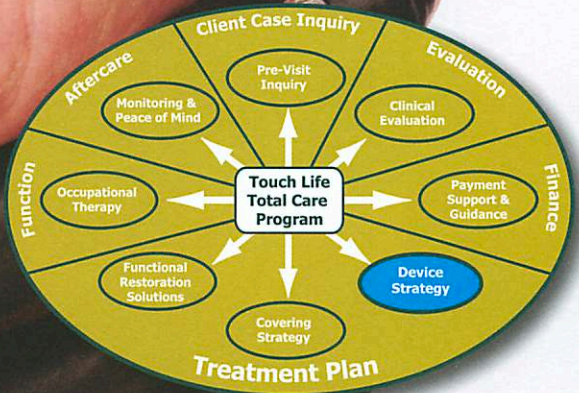 Client Case Inquiry
Pre-Visit
Inquiry
Evaluation
Clinical
Evaluation
Finance
Payment
Support &
Guidance
Device
Strategy
Treatment Plan
Covering
Strategy
Functional
Restoration
Solutions
Function
Occupational
Therapy
Aftercare
Monitoring &
Peace of Mind
Touch Life
Total Care
Program